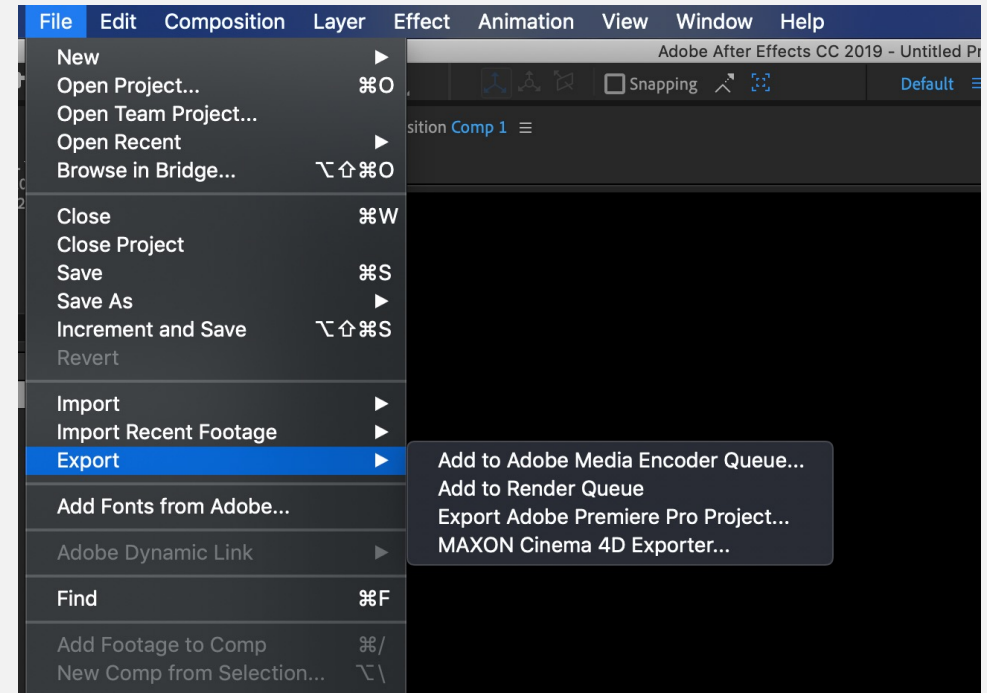 File Edit Composition Layer Effect Animation View Window Help
Adobe After Effects CC 2019 - Untitled Pr
New ▶
Open Project... ⌘O
Snapping
Default
Open Team Project...
sition Comp 1
Open Recent ▶
Browse in Bridge... ⌥⇧⌘O
Close ⌘W
Close Project
Save ⌘S
Save As ▶
Increment and Save ⌥⇧⌘S
Revert
Import ▶
Import Recent Footage ▶
Export ▶
Add to Adobe Media Encoder Queue...
Add to Render Queue
Export Adobe Premiere Pro Project...
MAXON Cinema 4D Exporter...
Add Fonts from Adobe...
Adobe Dynamic Link ▶
Find ⌘F
Add Footage to Comp ⌘/
New Comp from Selection... ⌥\